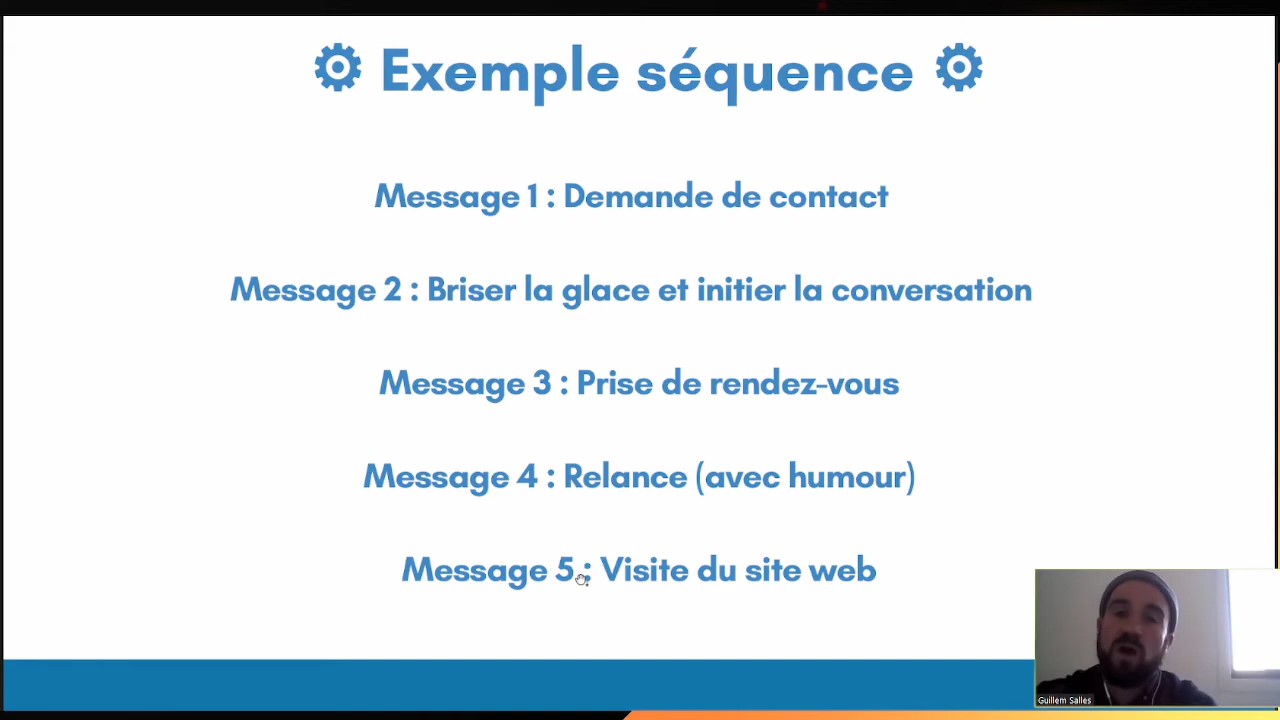 ⚙ Exemple séquence ⚙
Message 1 : Demande de contact
Message 2 : Briser la glace et initier la conversation
Message 3 : Prise de rendez-vous
Message 4 : Relance (avec humour)
Message 5 : Visite du site web
Guillem Salles